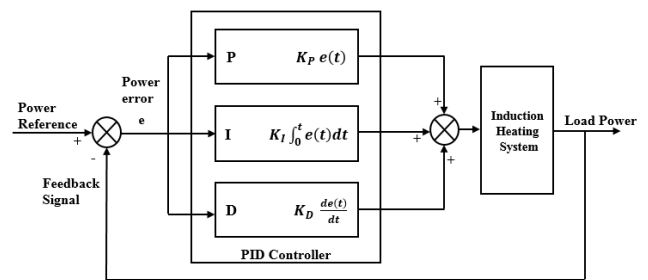 P K_P e(t)
Power
error
e
Power
Reference
+
-
I K_I ∫_0^t e(t)dt
+
+
+
Induction
Heating
System
Load Power
Feedback
Signal
D K_D de(t)/dt
PID Controller